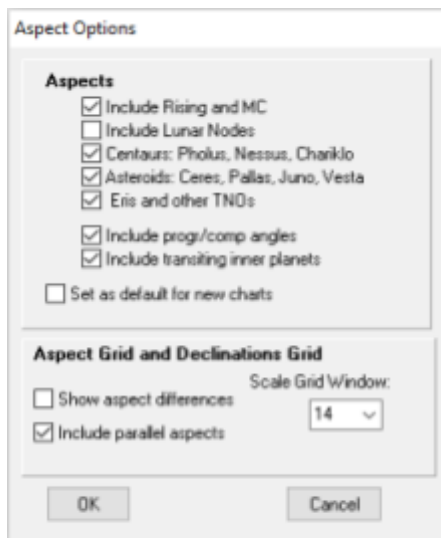 Aspect Options
Aspects
Include Rising and MC
Include Lunar Nodes
Centaurs: Pholus, Nessus, Chariklo
Asteroids: Ceres, Pallas, Juno, Vesta
Eris and other TNOs
Include progr/comp angles
Include transiting inner planets
Set as default for new charts
Aspect Grid and Declinations Grid
Scale Grid Window:
Show aspect differences
14
Include parallel aspects
OK
Cancel